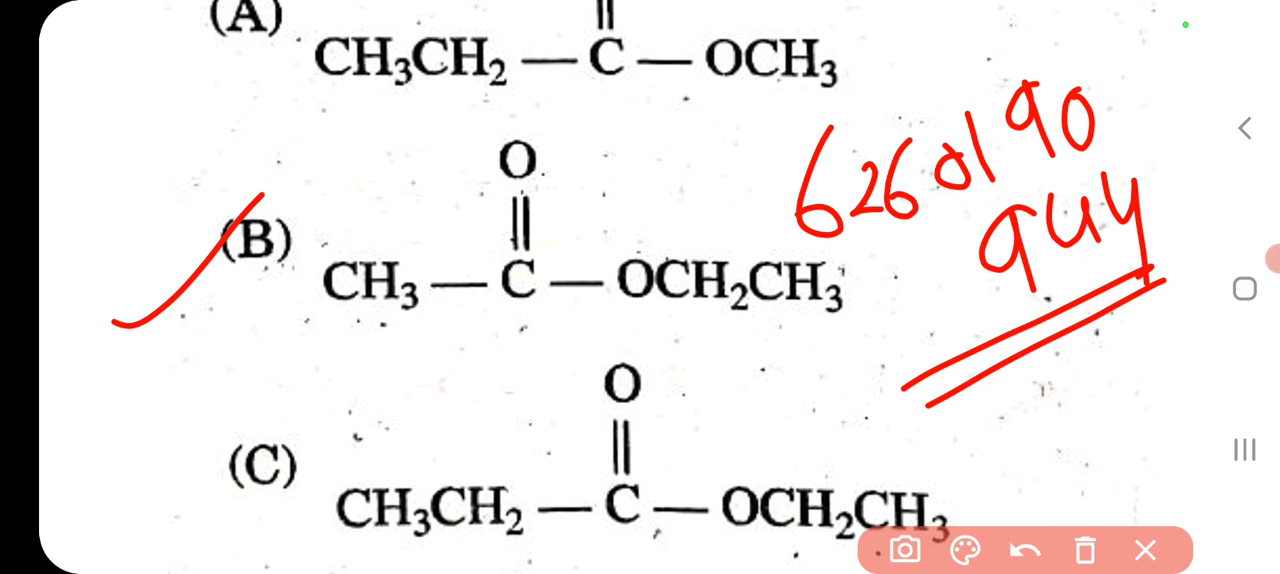 (A)
CH₃CH₂ — C — OCH₃
O
(B)
CH₃ — C — OCH₂CH₃
O
(C)
CH₃CH₂ — C — OCH₂CH₃
6260190
944